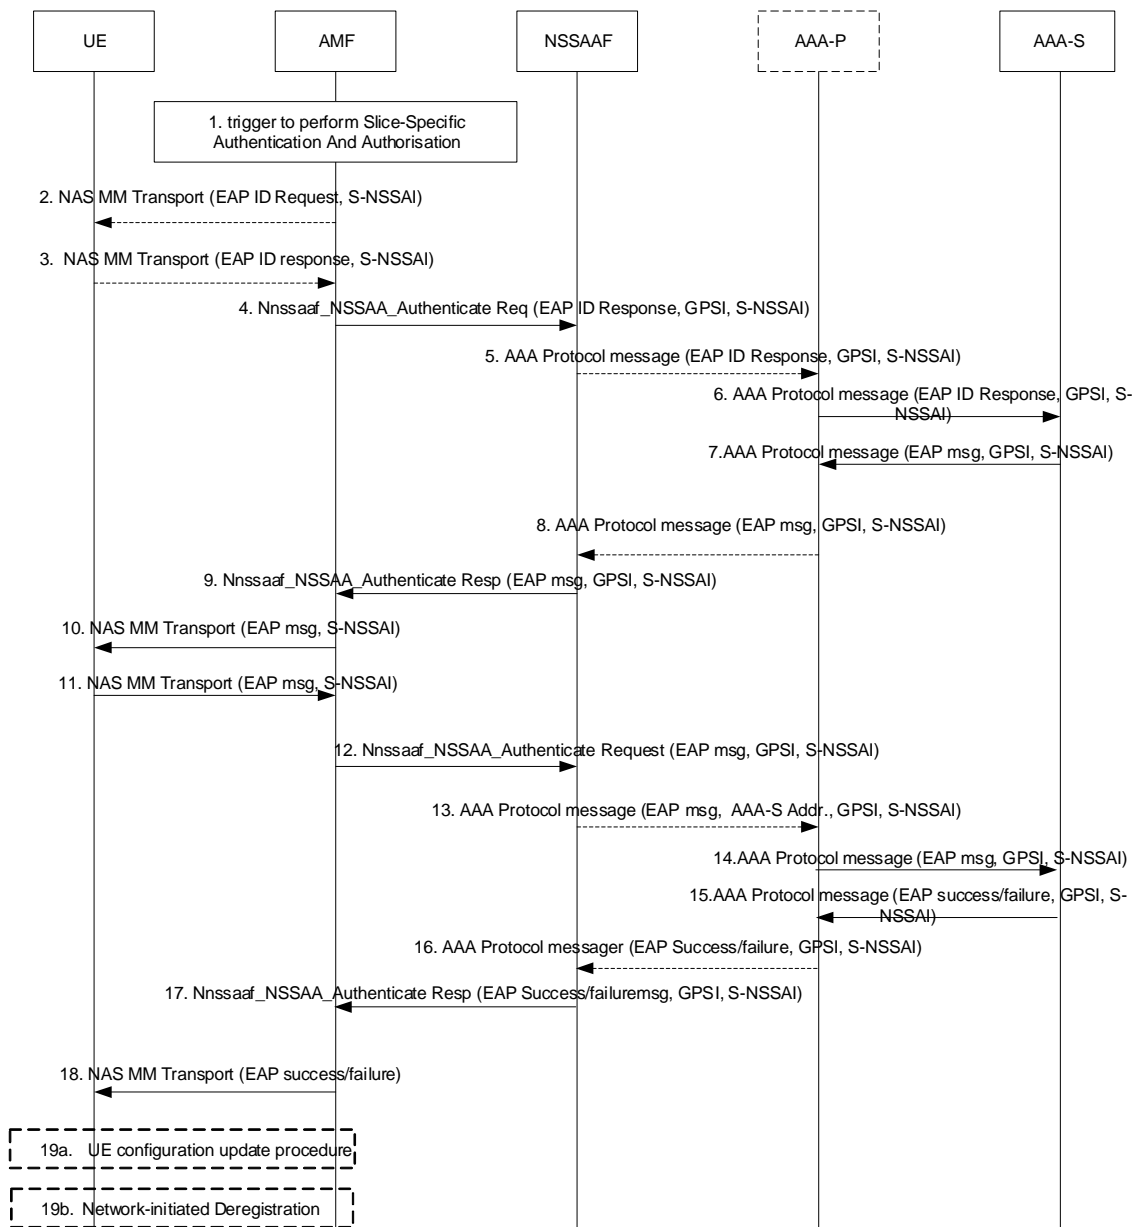 UE
AMF
NSSAAF
AAA-P
AAA-S
1. trigger to perform Slice-Specific
Authentication And Authorisation
2. NAS MM Transport (EAP ID Request, S-NSSAI)
3. NAS MM Transport (EAP ID response, S-NSSAI)
4. Nnssaaf_NSSAA_Authenticate Req (EAP ID Response, GPSI, S-NSSAI)
5. AAA Protocol message (EAP ID Response, GPSI, S-NSSAI)
6. AAA Protocol message (EAP ID Response, GPSI, S-
NSSAI)
7.AAA Protocol message (EAP msg, GPSI, S-NSSAI)
8. AAA Protocol message (EAP msg, GPSI, S-NSSAI)
9. Nnssaaf_NSSAA_Authenticate Resp (EAP msg, GPSI, S-NSSAI)
10. NAS MM Transport (EAP msg, S-NSSAI)
11. NAS MM Transport (EAP msg, S-NSSAI)
12. Nnssaaf_NSSAA_Authenticate Request (EAP msg, GPSI, S-NSSAI)
13. AAA Protocol message (EAP msg, AAA-S Addr., GPSI, S-NSSAI)
14.AAA Protocol message (EAP msg, GPSI, S-NSSAI)
15.AAA Protocol message (EAP success/failure, GPSI, S-
NSSAI)
16. AAA Protocol messager (EAP Success/failure, GPSI, S-NSSAI)
17. Nnssaaf_NSSAA_Authenticate Resp (EAP Success/failuremsg, GPSI, S-NSSAI)
18. NAS MM Transport (EAP success/failure)
19a. UE configuration update procedure
19b. Network-initiated Deregistration